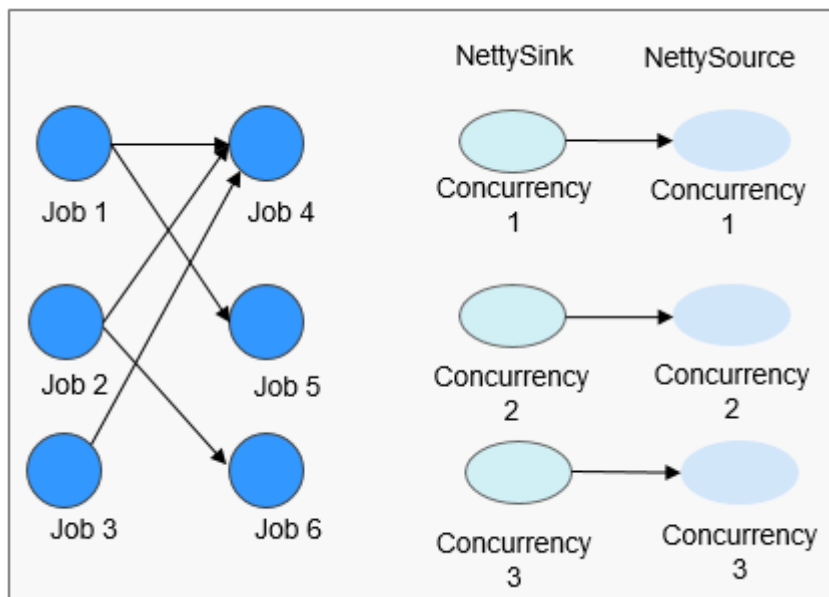 NettySink
NettySource
Job 1
Job 4
Concurrency
1
Concurrency
1
Job 2
Job 5
Concurrency
2
Concurrency
2
Job 3
Job 6
Concurrency
3
Concurrency
3